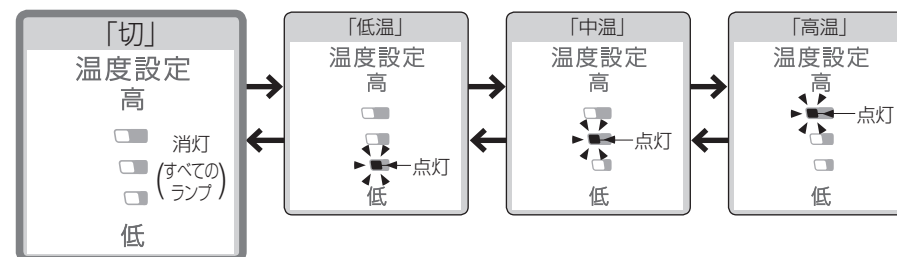 「切」
温度設定
高
消灯
(すべての
ランプ)
低
「低温」
温度設定
高
点灯
低
「中温」
温度設定
高
点灯
低
「高温」
温度設定
高
点灯
低